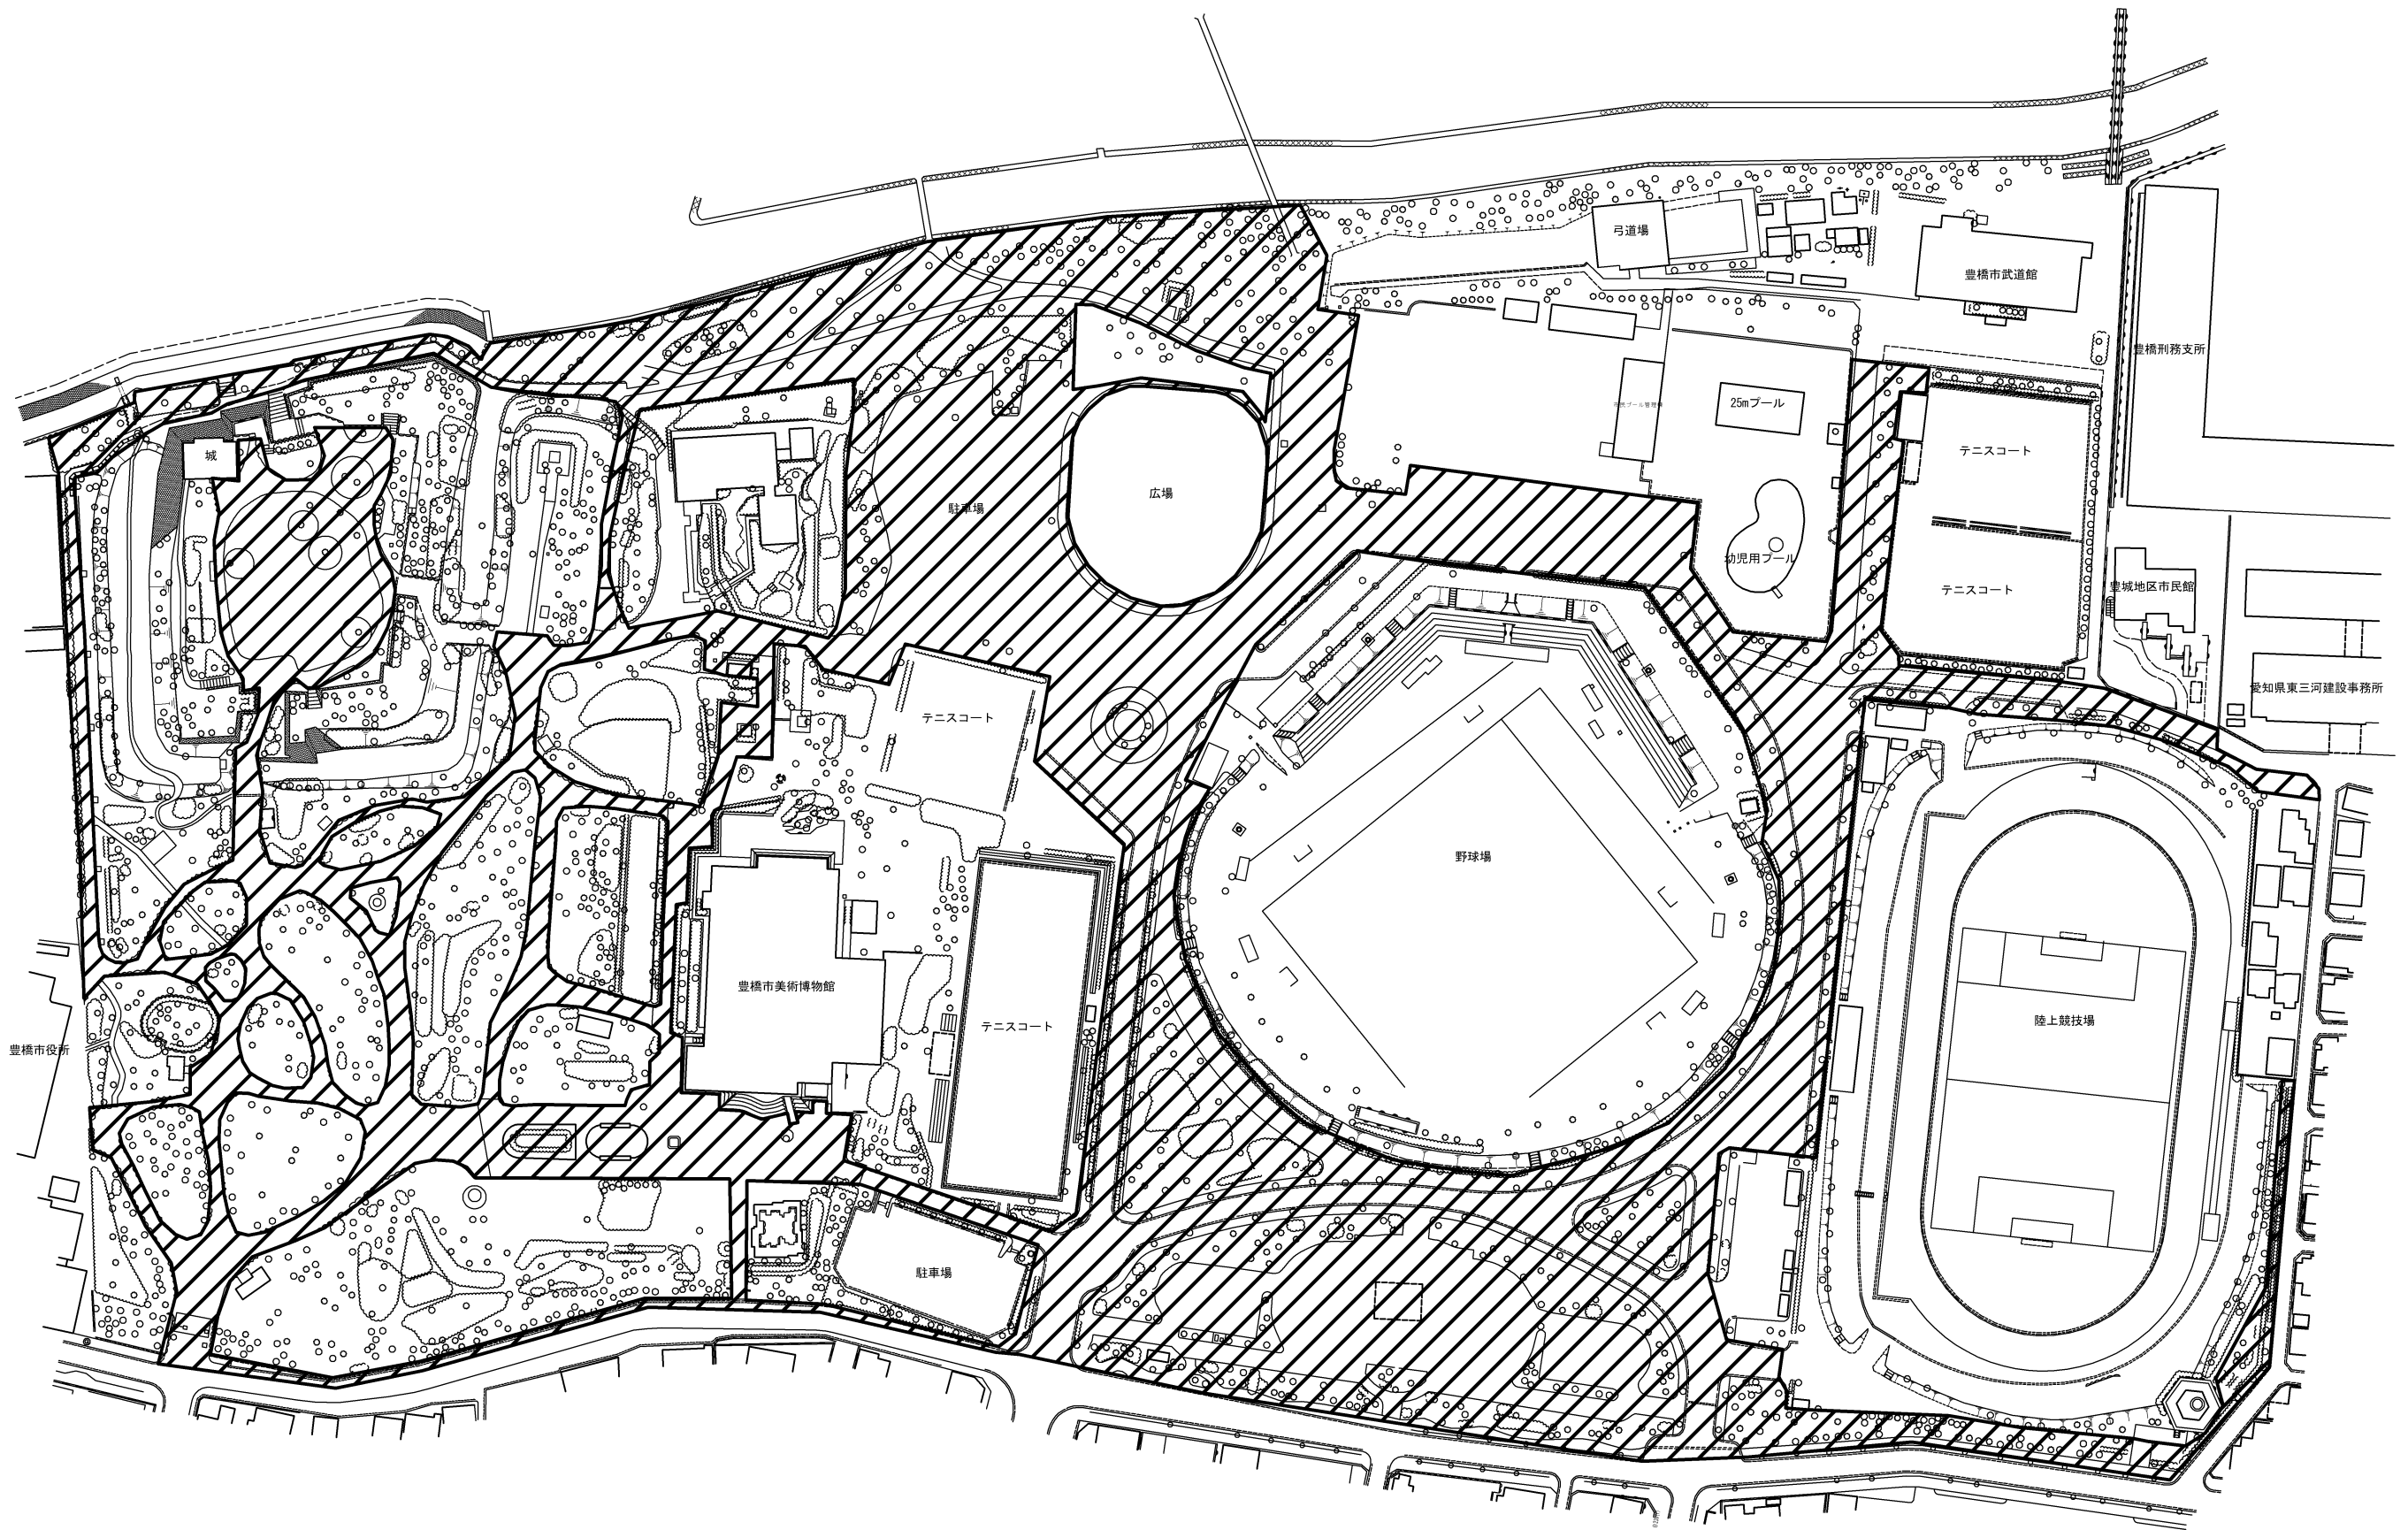 弓道場
豊橋市武道館
豊橋刑務支所
城
25mプール
テニスコート
広場
駐車場
幼児用プール
テニスコート
豊城地区市民館
愛知県東三河建設事務所
テニスコート
野球場
豊橋市美術博物館
テニスコート
陸上競技場
豊橋市役所
駐車場